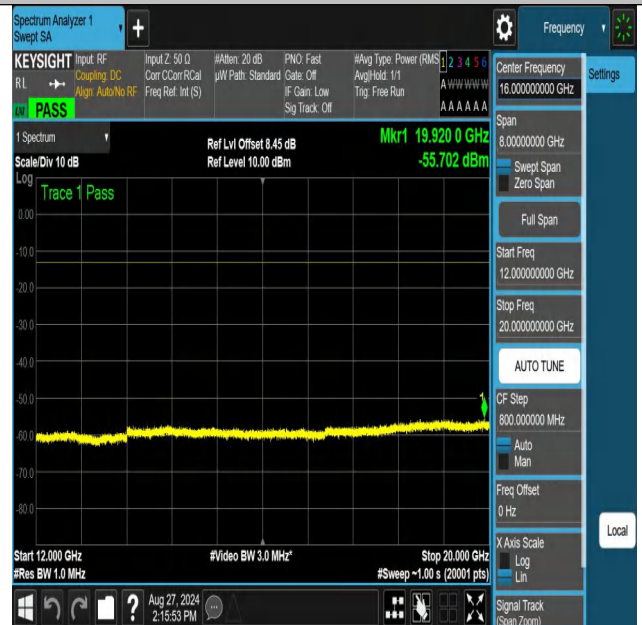 Spectrum Analyzer 1
Swept SA
Frequency
KEYSIGHT
RL
PASS
Input: RF
Coupling: DC
Align: Auto/No RF
Input Z: 50 Ω
Corr CCorr RCal
Freq Ref: Int (S)
#Atten: 20 dB
µW Path: Standard
PNO: Fast
Gate: Off
IF Gain: Low
Sig Track: Off
#Avg Type: Power (RMS
Avg|Hold: 1/1
Trig: Free Run
1 2 3 4 5 6
A W W W W W
A A A A A A
1 Spectrum
Scale/Div 10 dB
Ref Lvl Offset 8.45 dB
Ref Level 10.00 dBm
Mkr1 19.920 0 GHz
-55.702 dBm
Log
Trace 1 Pass
0.00
-10.0
-20.0
-30.0
-40.0
-50.0
-60.0
-70.0
-80.0
1
Start 12.000 GHz
#Res BW 1.0 MHz
#Video BW 3.0 MHz*
Stop 20.000 GHz
#Sweep ~1.00 s (20001 pts)
Aug 27, 2024
2:15:53 PM
Center Frequency
16.000000000 GHz
Span
8.00000000 GHz
Swept Span
Zero Span
Full Span
Start Freq
12.000000000 GHz
Stop Freq
20.000000000 GHz
AUTO TUNE
CF Step
800.000000 MHz
Auto
Man
Freq Offset
0 Hz
X Axis Scale
Log
Lin
Signal Track
(Span Zoom)
Settings
Local